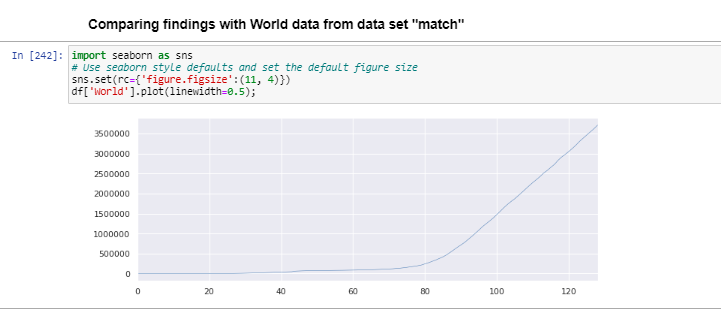 Comparing findings with World data from data set "match"
In [242]: import seaborn as sns
# Use seaborn style defaults and set the default figure size
sns.set(rc={'figure.figsize':(11, 4)})
df['World'].plot(linewidth=0.5);
3500000
3000000
2500000
2000000
1500000
1000000
500000
0
0 20 40 60 80 100 120